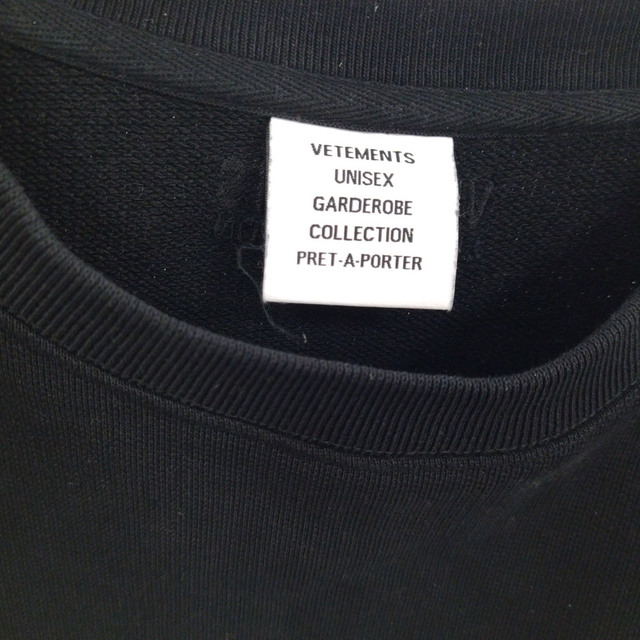 VETEMENTS
UNISEX
GARDEROBE
COLLECTION
PRET-A-PORTER